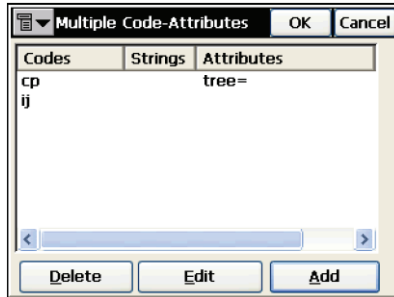 Multiple Code-Attributes OK Cancel
Codes Strings Attributes
cp tree=
ij
Delete Edit Add